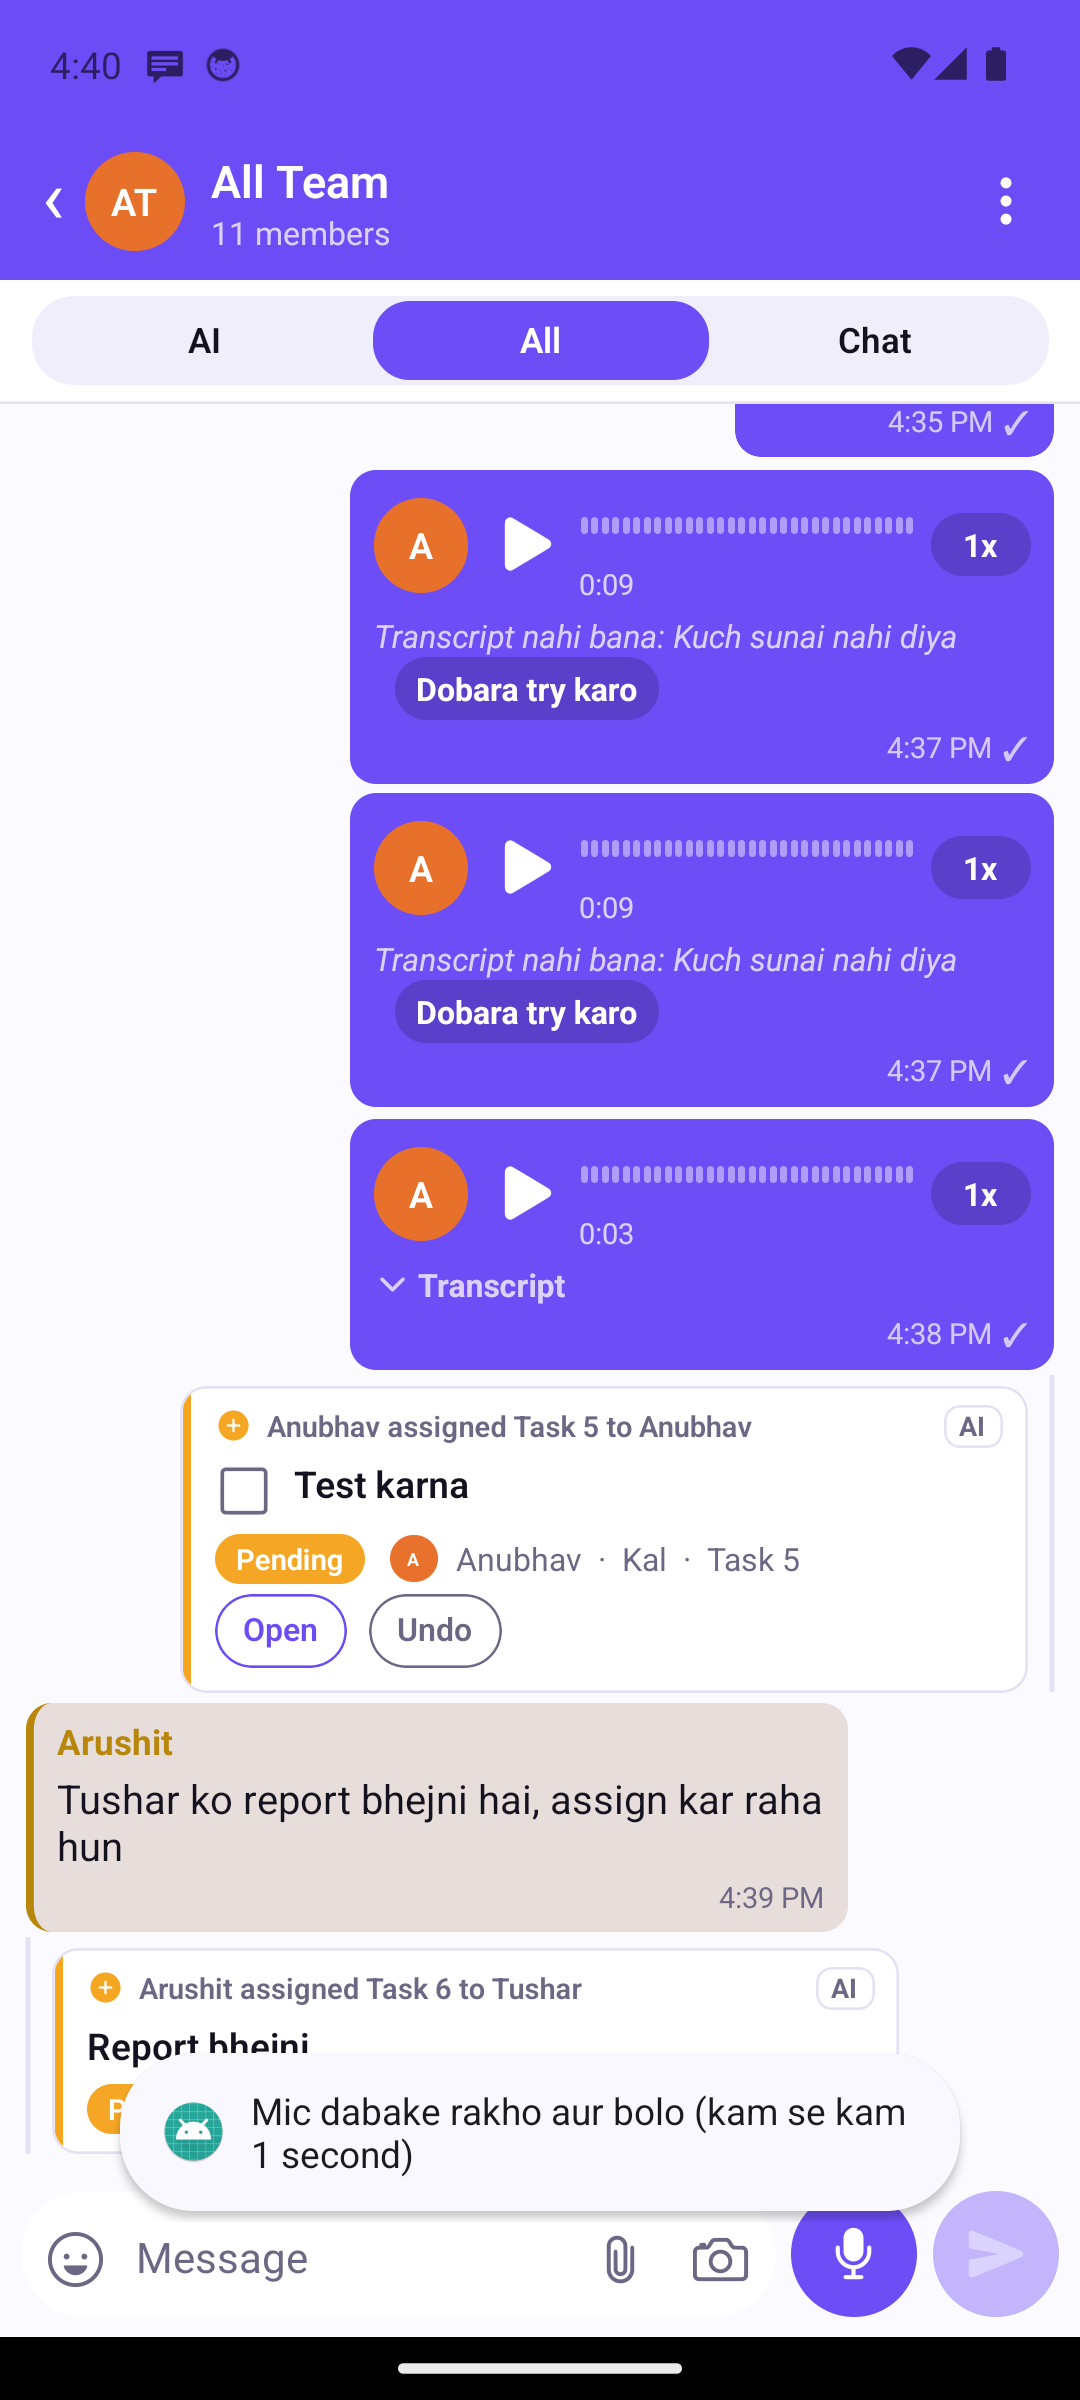 4:40
AT
All Team
11 members
AI
All
Chat
4:35 PM ✓
A
1x
0:09
Transcript nahi bana: Kuch sunai nahi diya
Dobara try karo
4:37 PM ✓
A
1x
0:09
Transcript nahi bana: Kuch sunai nahi diya
Dobara try karo
4:37 PM ✓
A
1x
0:03
Transcript
4:38 PM ✓
Anubhav assigned Task 5 to Anubhav
AI
Test karna
Pending
A
Anubhav · Kal · Task 5
Open
Undo
Arushit
Tushar ko report bhejni hai, assign kar raha
hun
4:39 PM
Arushit assigned Task 6 to Tushar
AI
Report bhejni
Mic dabake rakho aur bolo (kam se kam
1 second)
Message